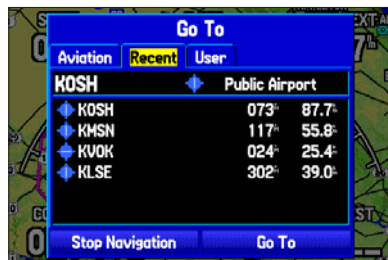 Go To
Aviation Recent User
KOSH Public Airport
KOSH 073° 87.7
KMSN 117° 55.8
KVOK 024° 25.4
KLSE 302° 39.0
Stop Navigation Go To